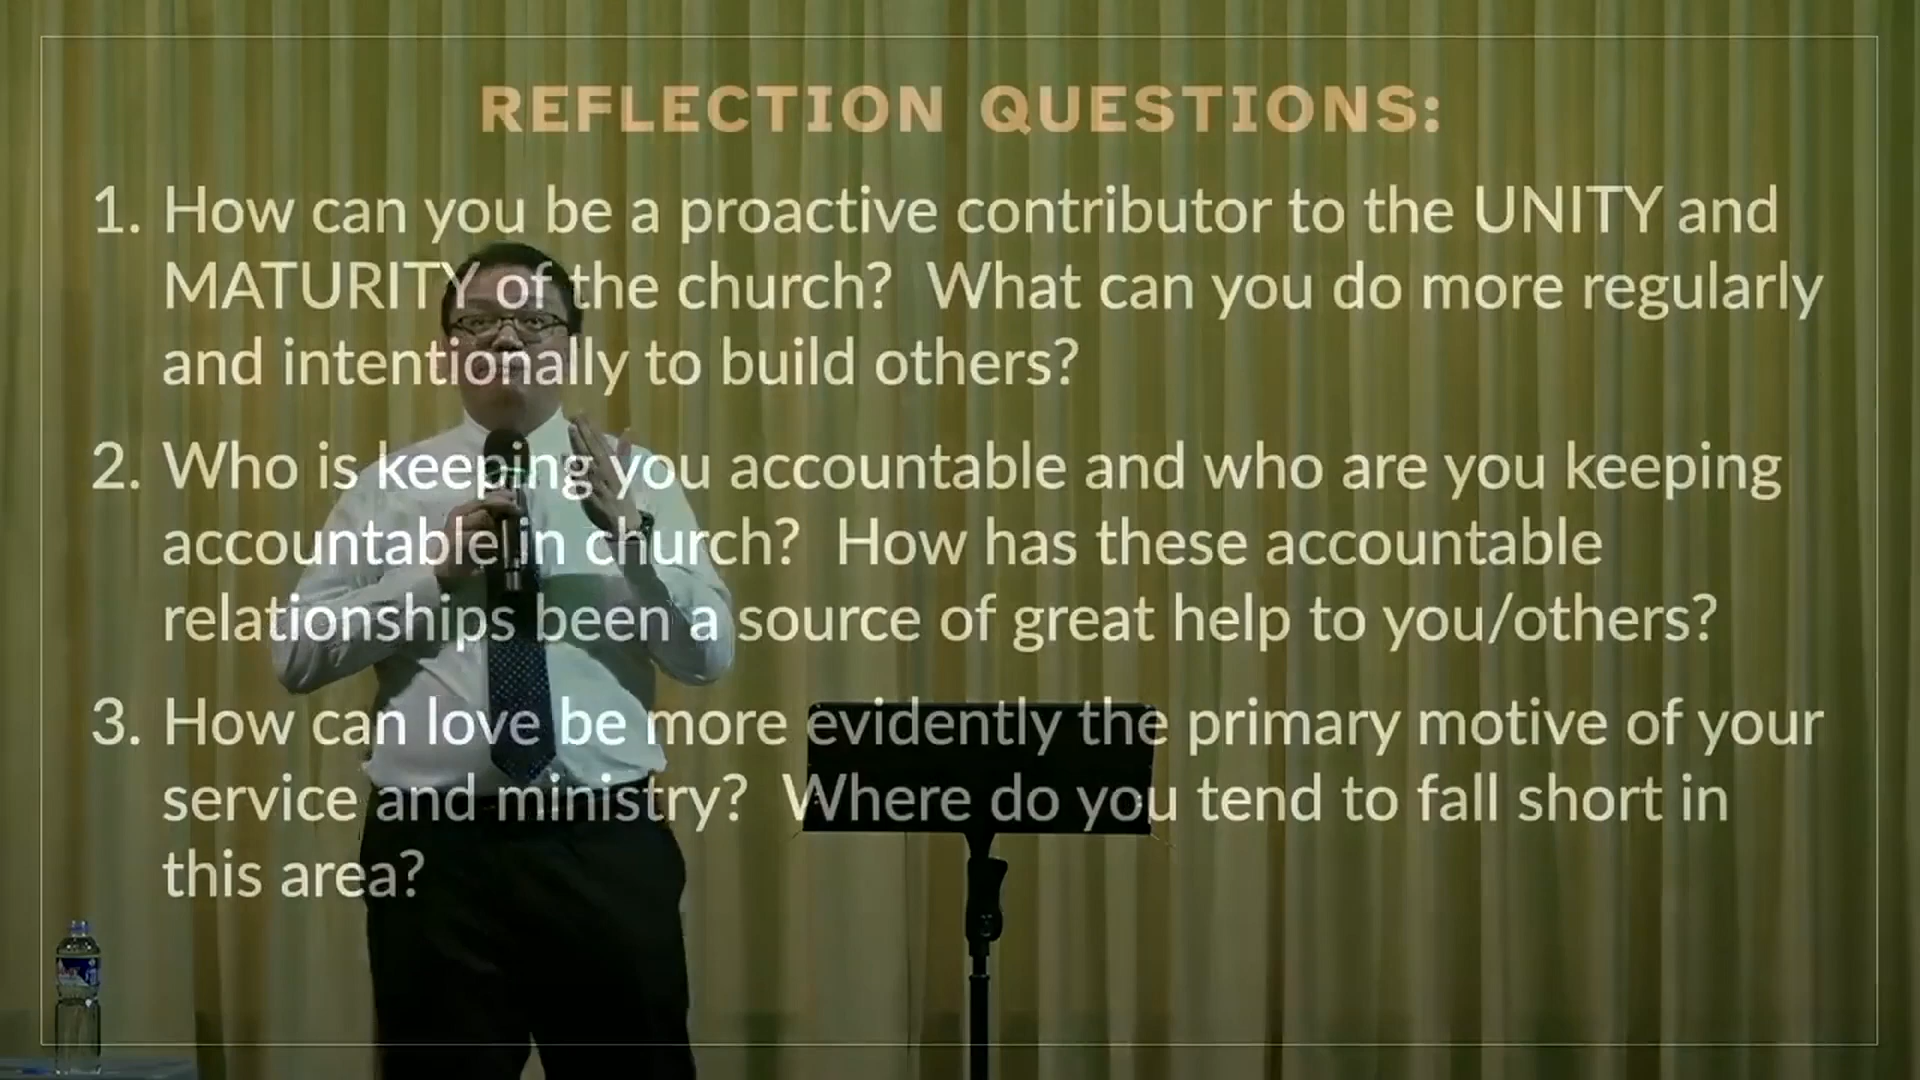 REFLECTION QUESTIONS:
1. How can you be a proactive contributor to the UNITY and
MATURITY of the church? What can you do more regularly
and intentionally to build others?
2. Who is keeping you accountable and who are you keeping
accountable in church? How has these accountable
relationships been a source of great help to you/others?
3. How can love be more evidently the primary motive of your
service and ministry? Where do you tend to fall short in
this area?